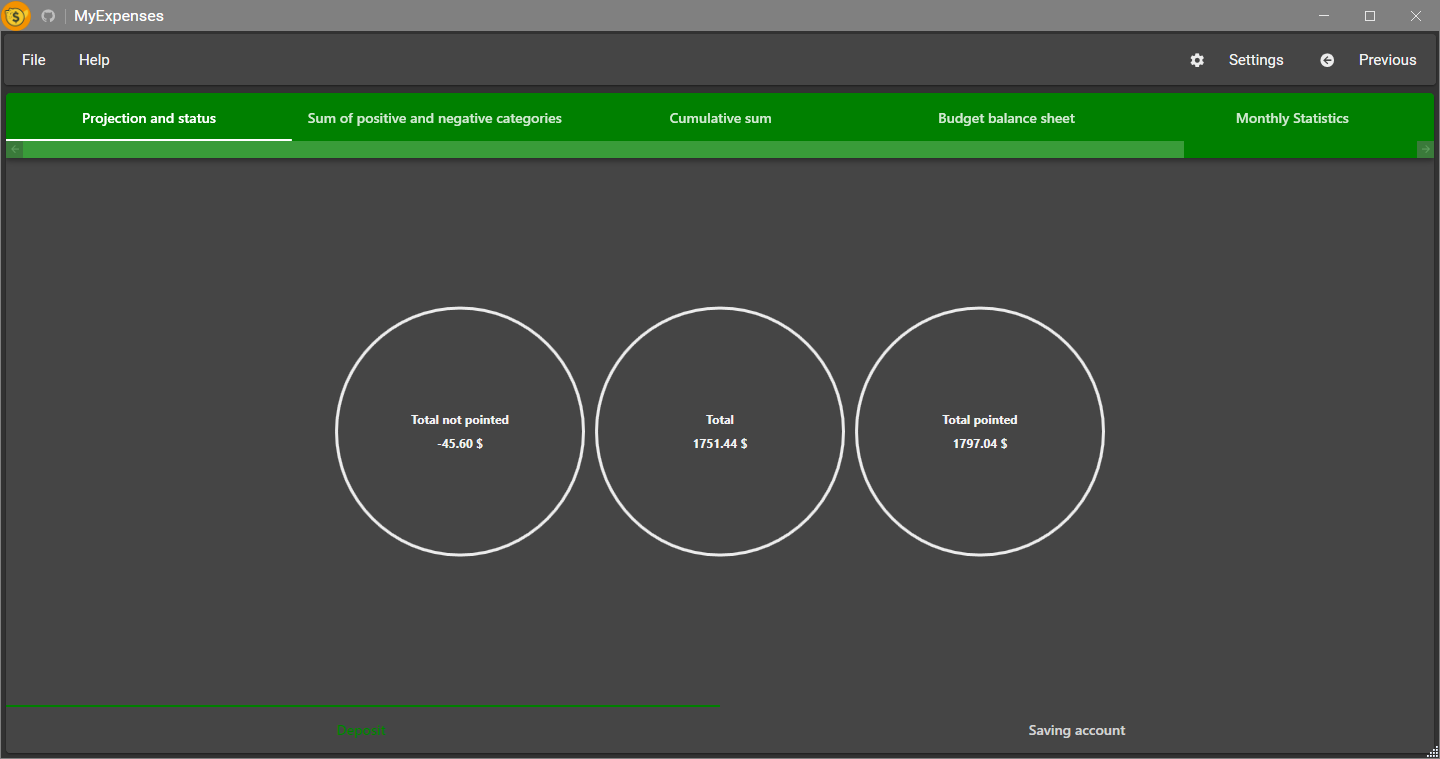 MyExpenses
File Help Settings Previous
Projection and status Sum of positive and negative categories Cumulative sum Budget balance sheet Monthly Statistics
Total not pointed Total Total pointed
-45.60 $ 1751.44 $ 1797.04 $
Deposit Saving account